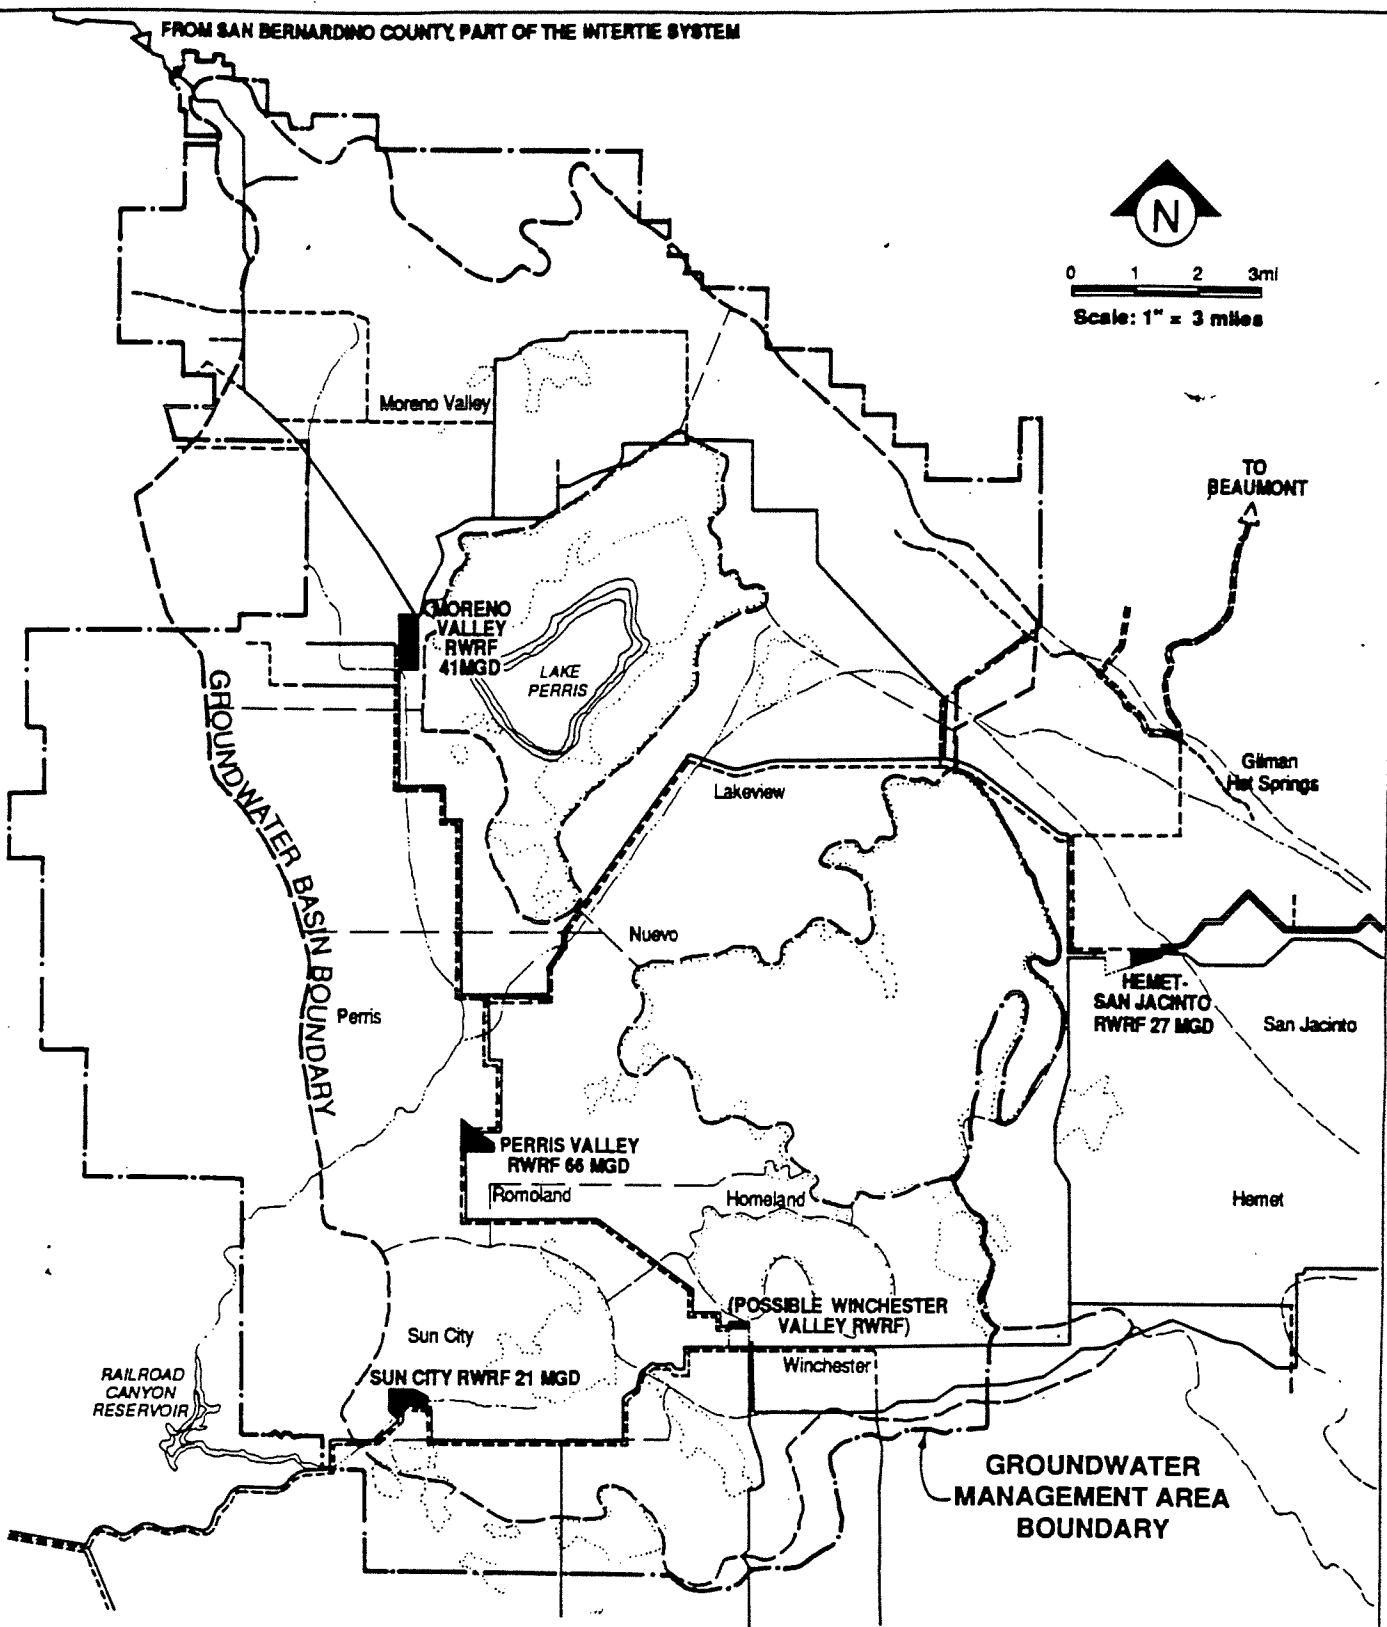 FROM SAN BERNARDINO COUNTY, PART OF THE INTERTIE SYSTEM
N
0 1 2 3mi
Scale: 1" = 3 miles
Moreno Valley
TO
BEAUMONT
MORENO
VALLEY
RWRF
41MGD
LAKE
PERRIS
GROUNDWATER BASIN BOUNDARY
Gilman
Hot Springs
Lakeview
Nuevo
Perris
HEMET-
SAN JACINTO
RWRF 27 MGD
San Jacinto
PERRIS VALLEY
RWRF 66 MGD
Romoland
Homeland
Hemet
(POSSIBLE WINCHESTER
VALLEY RWRF)
Sun City
Winchester
SUN CITY RWRF 21 MGD
RAILROAD
CANYON
RESERVOIR
GROUNDWATER
MANAGEMENT AREA
BOUNDARY